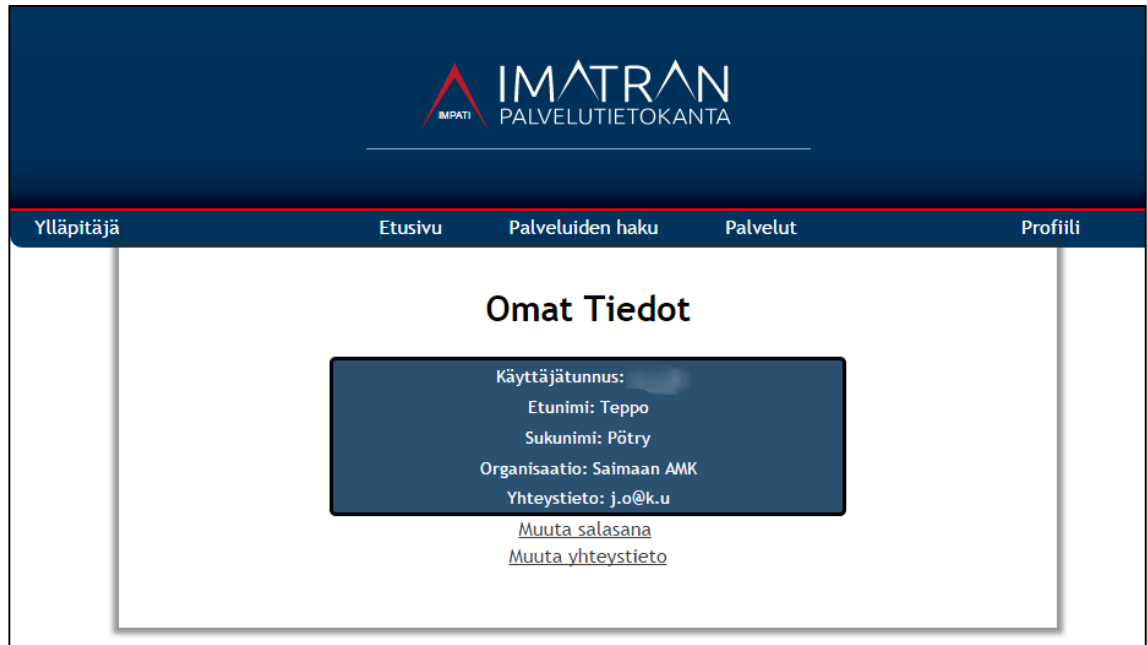 IMPATI
IMATRAN
PALVELUTIETOKANTA
Ylläpitäjä Etusivu Palveluiden haku Palvelut Profiili
Omat Tiedot
Käyttäjätunnus:
Etunimi: Teppo
Sukunimi: Pötry
Organisaatio: Saimaan AMK
Yhteystieto: j.o@k.u
Muuta salasana
Muuta yhteystieto